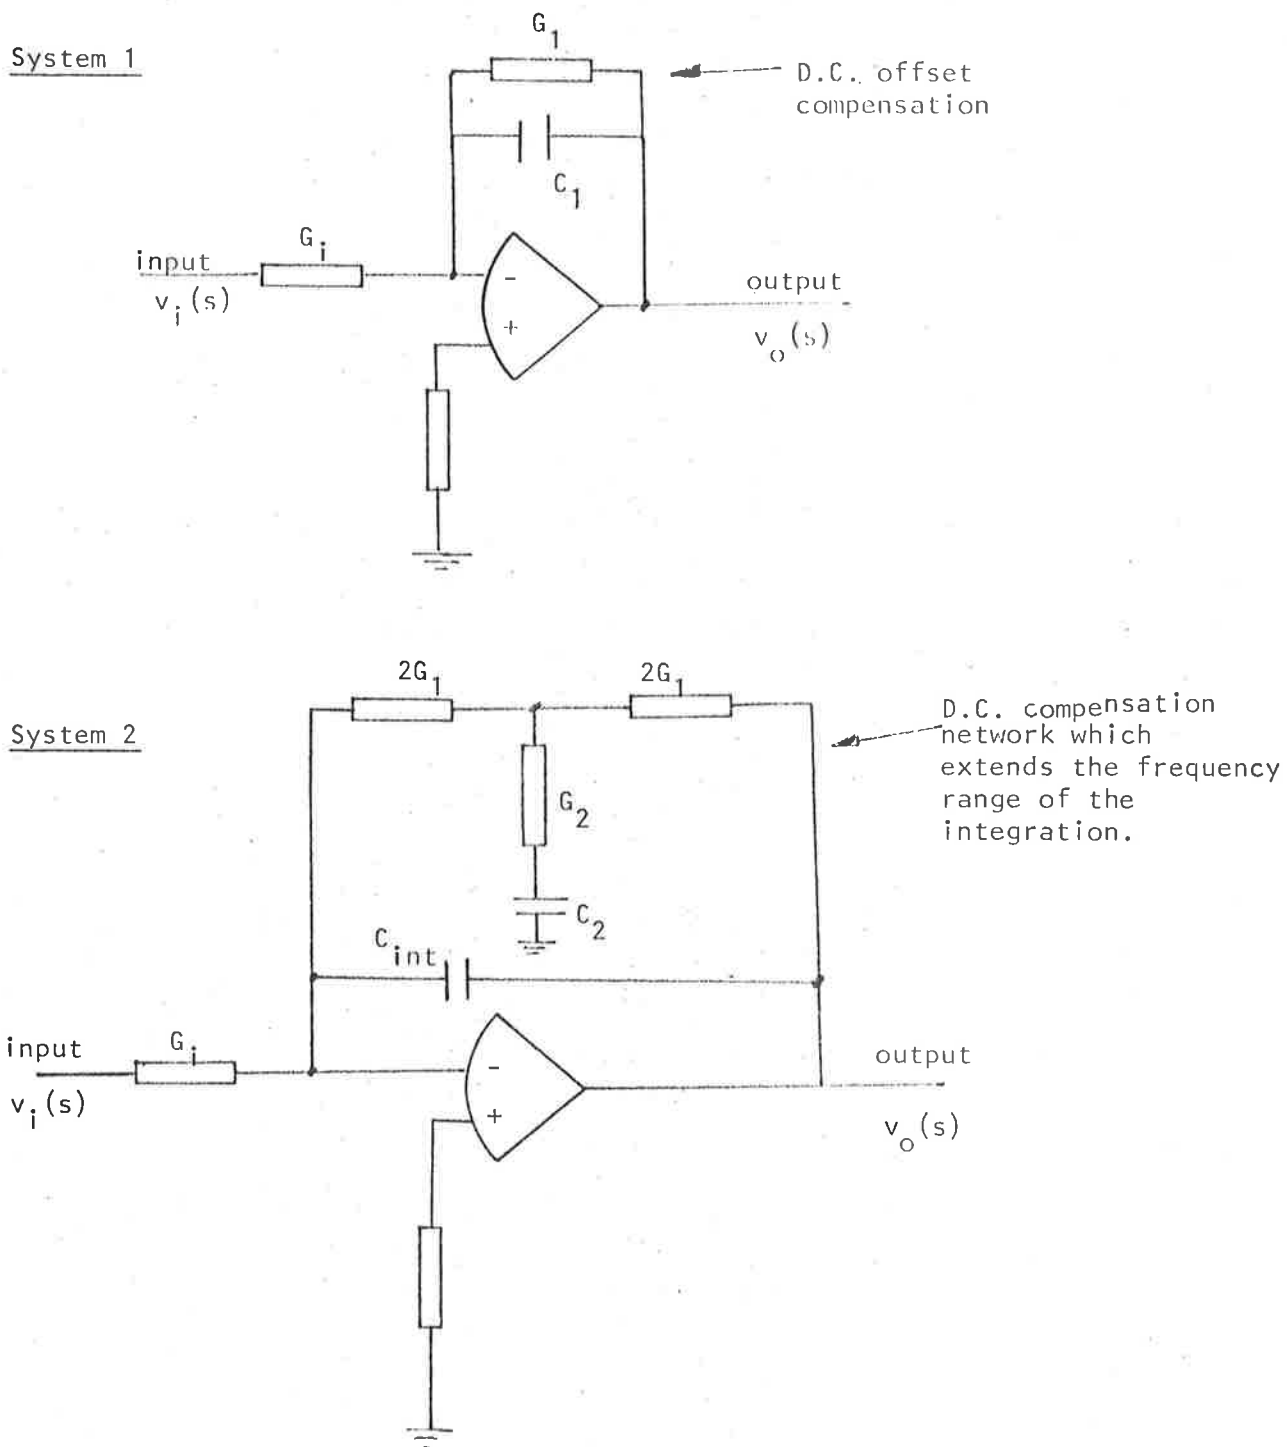 System 1
G1
D.C. offset
compensation
C1
Gi
input
vi(s)
-
+
output
vo(s)
System 2
2G1
2G1
D.C. compensation
network which
extends the frequency
range of the
integration.
G2
C2
Cint
input
Gi
vi(s)
-
+
output
vo(s)